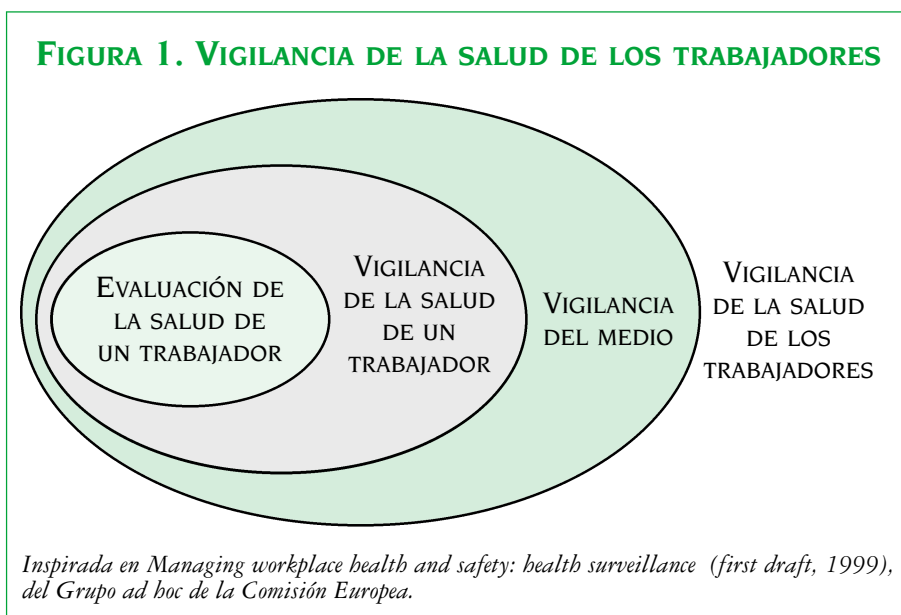 FIGURA 1. VIGILANCIA DE LA SALUD DE LOS TRABAJADORES
EVALUACIÓN DE
LA SALUD DE
UN TRABAJADOR
VIGILANCIA
DE LA SALUD
DE UN
TRABAJADOR
VIGILANCIA
DEL MEDIO
VIGILANCIA
DE LA SALUD
DE LOS
TRABAJADORES
Inspirada en Managing workplace health and safety: health surveillance (first draft, 1999),
del Grupo ad hoc de la Comisión Europea.